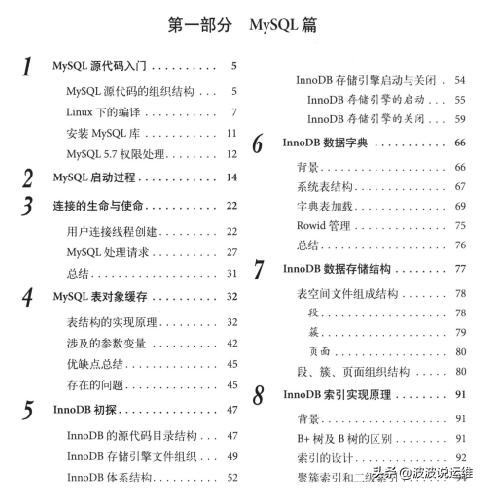 第一部分 MySQL 篇
1 MySQL 源代码入门 . . . . . . . . . . 5
MySQL 源代码的组织结构 . . . 5
Linux 下的编译 . . . . . . . . . . . 7
安装 MySQL 库 . . . . . . . . . . 11
MySQL 5.7 权限处理. . . . . . . . 12
2 MySQL 启动过程 . . . . . . . . . . . . 14
3 连接的生命与使命 . . . . . . . . . . . 22
用户连接线程创建. . . . . . . . . 22
MySQL 处理请求 . . . . . . . . . 27
总结 . . . . . . . . . . . . . . . . . 31
4 MySQL 表对象缓存 . . . . . . . . . . 32
表结构的实现原理. . . . . . . . . 32
涉及的参数变量 . . . . . . . . . . 42
优缺点总结 . . . . . . . . . . . . . 45
存在的问题 . . . . . . . . . . . . . 45
5 InnoDB 初探 . . . . . . . . . . . . . . 47
InnoDB 的源代码目录结构 . . . 47
InnoDB 存储引擎文件组织 . . . 49
InnoDB 体系结构 . . . . . . . . . 52
InnoDB 存储引擎启动与关闭 . 54
InnoDB 存储引擎的启动 . . . 55
InnoDB 存储引擎的关闭 . . . 59
6 InnoDB 数据字典 . . . . . . . . . . . 66
背景 . . . . . . . . . . . . . . . . . 66
系统表结构 . . . . . . . . . . . . . 67
字典表加载 . . . . . . . . . . . . . 69
Rowid 管理 . . . . . . . . . . . . . 75
总结 . . . . . . . . . . . . . . . . . 76
7 InnoDB 数据存储结构 . . . . . . . . 77
表空间文件组成结构 . . . . . . . 78
段 . . . . . . . . . . . . . . . . . 78
簇 . . . . . . . . . . . . . . . . . 79
页面 . . . . . . . . . . . . . . . 80
段、簇、页面组织结构 . . . . . 80
8 InnoDB 索引实现原理 . . . . . . . . 91
背景 . . . . . . . . . . . . . . . . . 91
B+ 树及 B 树的区别 . . . . . . . . 91
索引的设计 . . . . . . . . . . . . . 92
聚簇索引和二级索引
头条@波波说运维